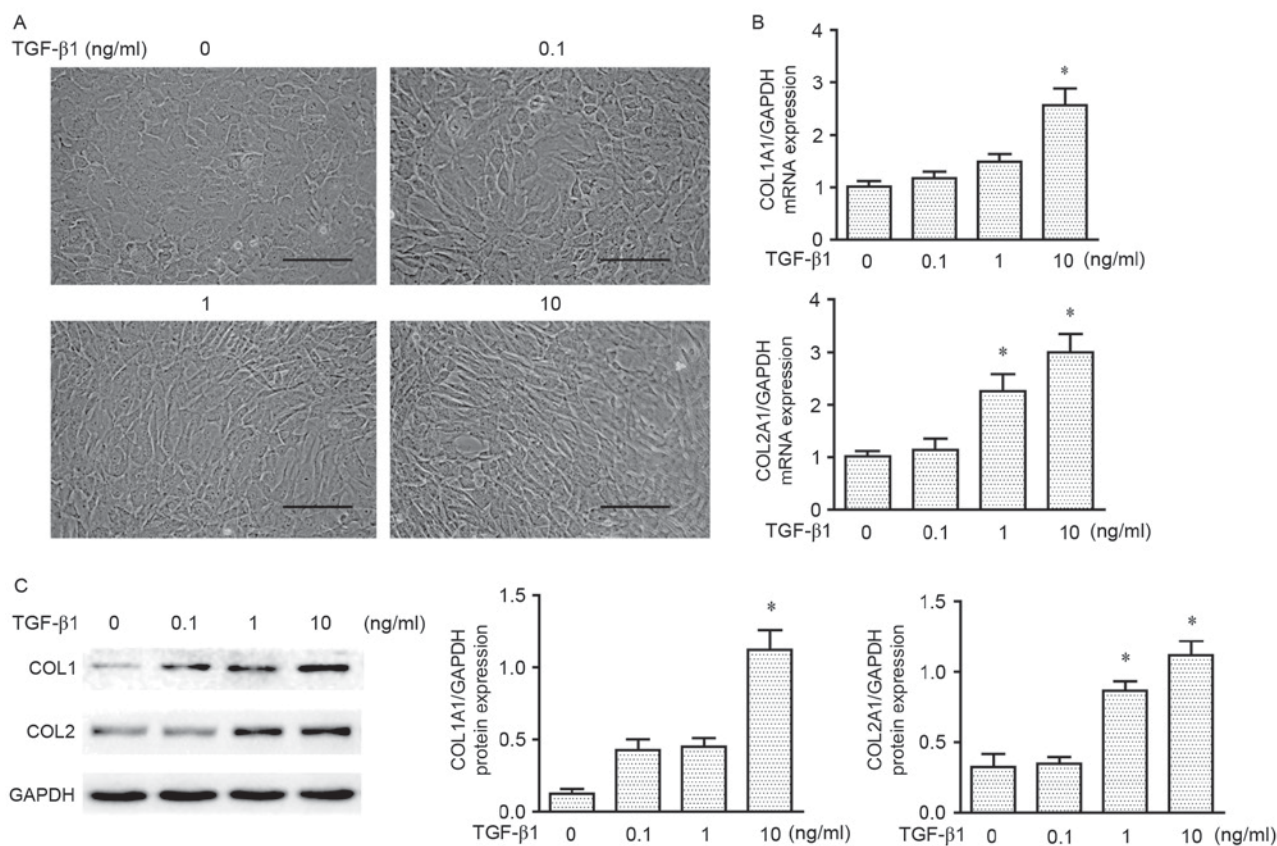 A
TGF-β1 (ng/ml) 0 0.1
1 10
B
COL1A1/GAPDH
mRNA expression
4
3
2
1
0
*
TGF-β1 0 0.1 1 10 (ng/ml)
COL2A1/GAPDH
mRNA expression
4
3
2
1
0
* *
TGF-β1 0 0.1 1 10 (ng/ml)
C
TGF-β1 0 0.1 1 10 (ng/ml)
COL1
COL2
GAPDH
COL1A1/GAPDH
protein expression
1.5
1.0
0.5
0.0
*
TGF-β1 0 0.1 1 10 (ng/ml)
COL2A1/GAPDH
protein expression
1.5
1.0
0.5
0.0
* *
TGF-β1 0 0.1 1 10 (ng/ml)